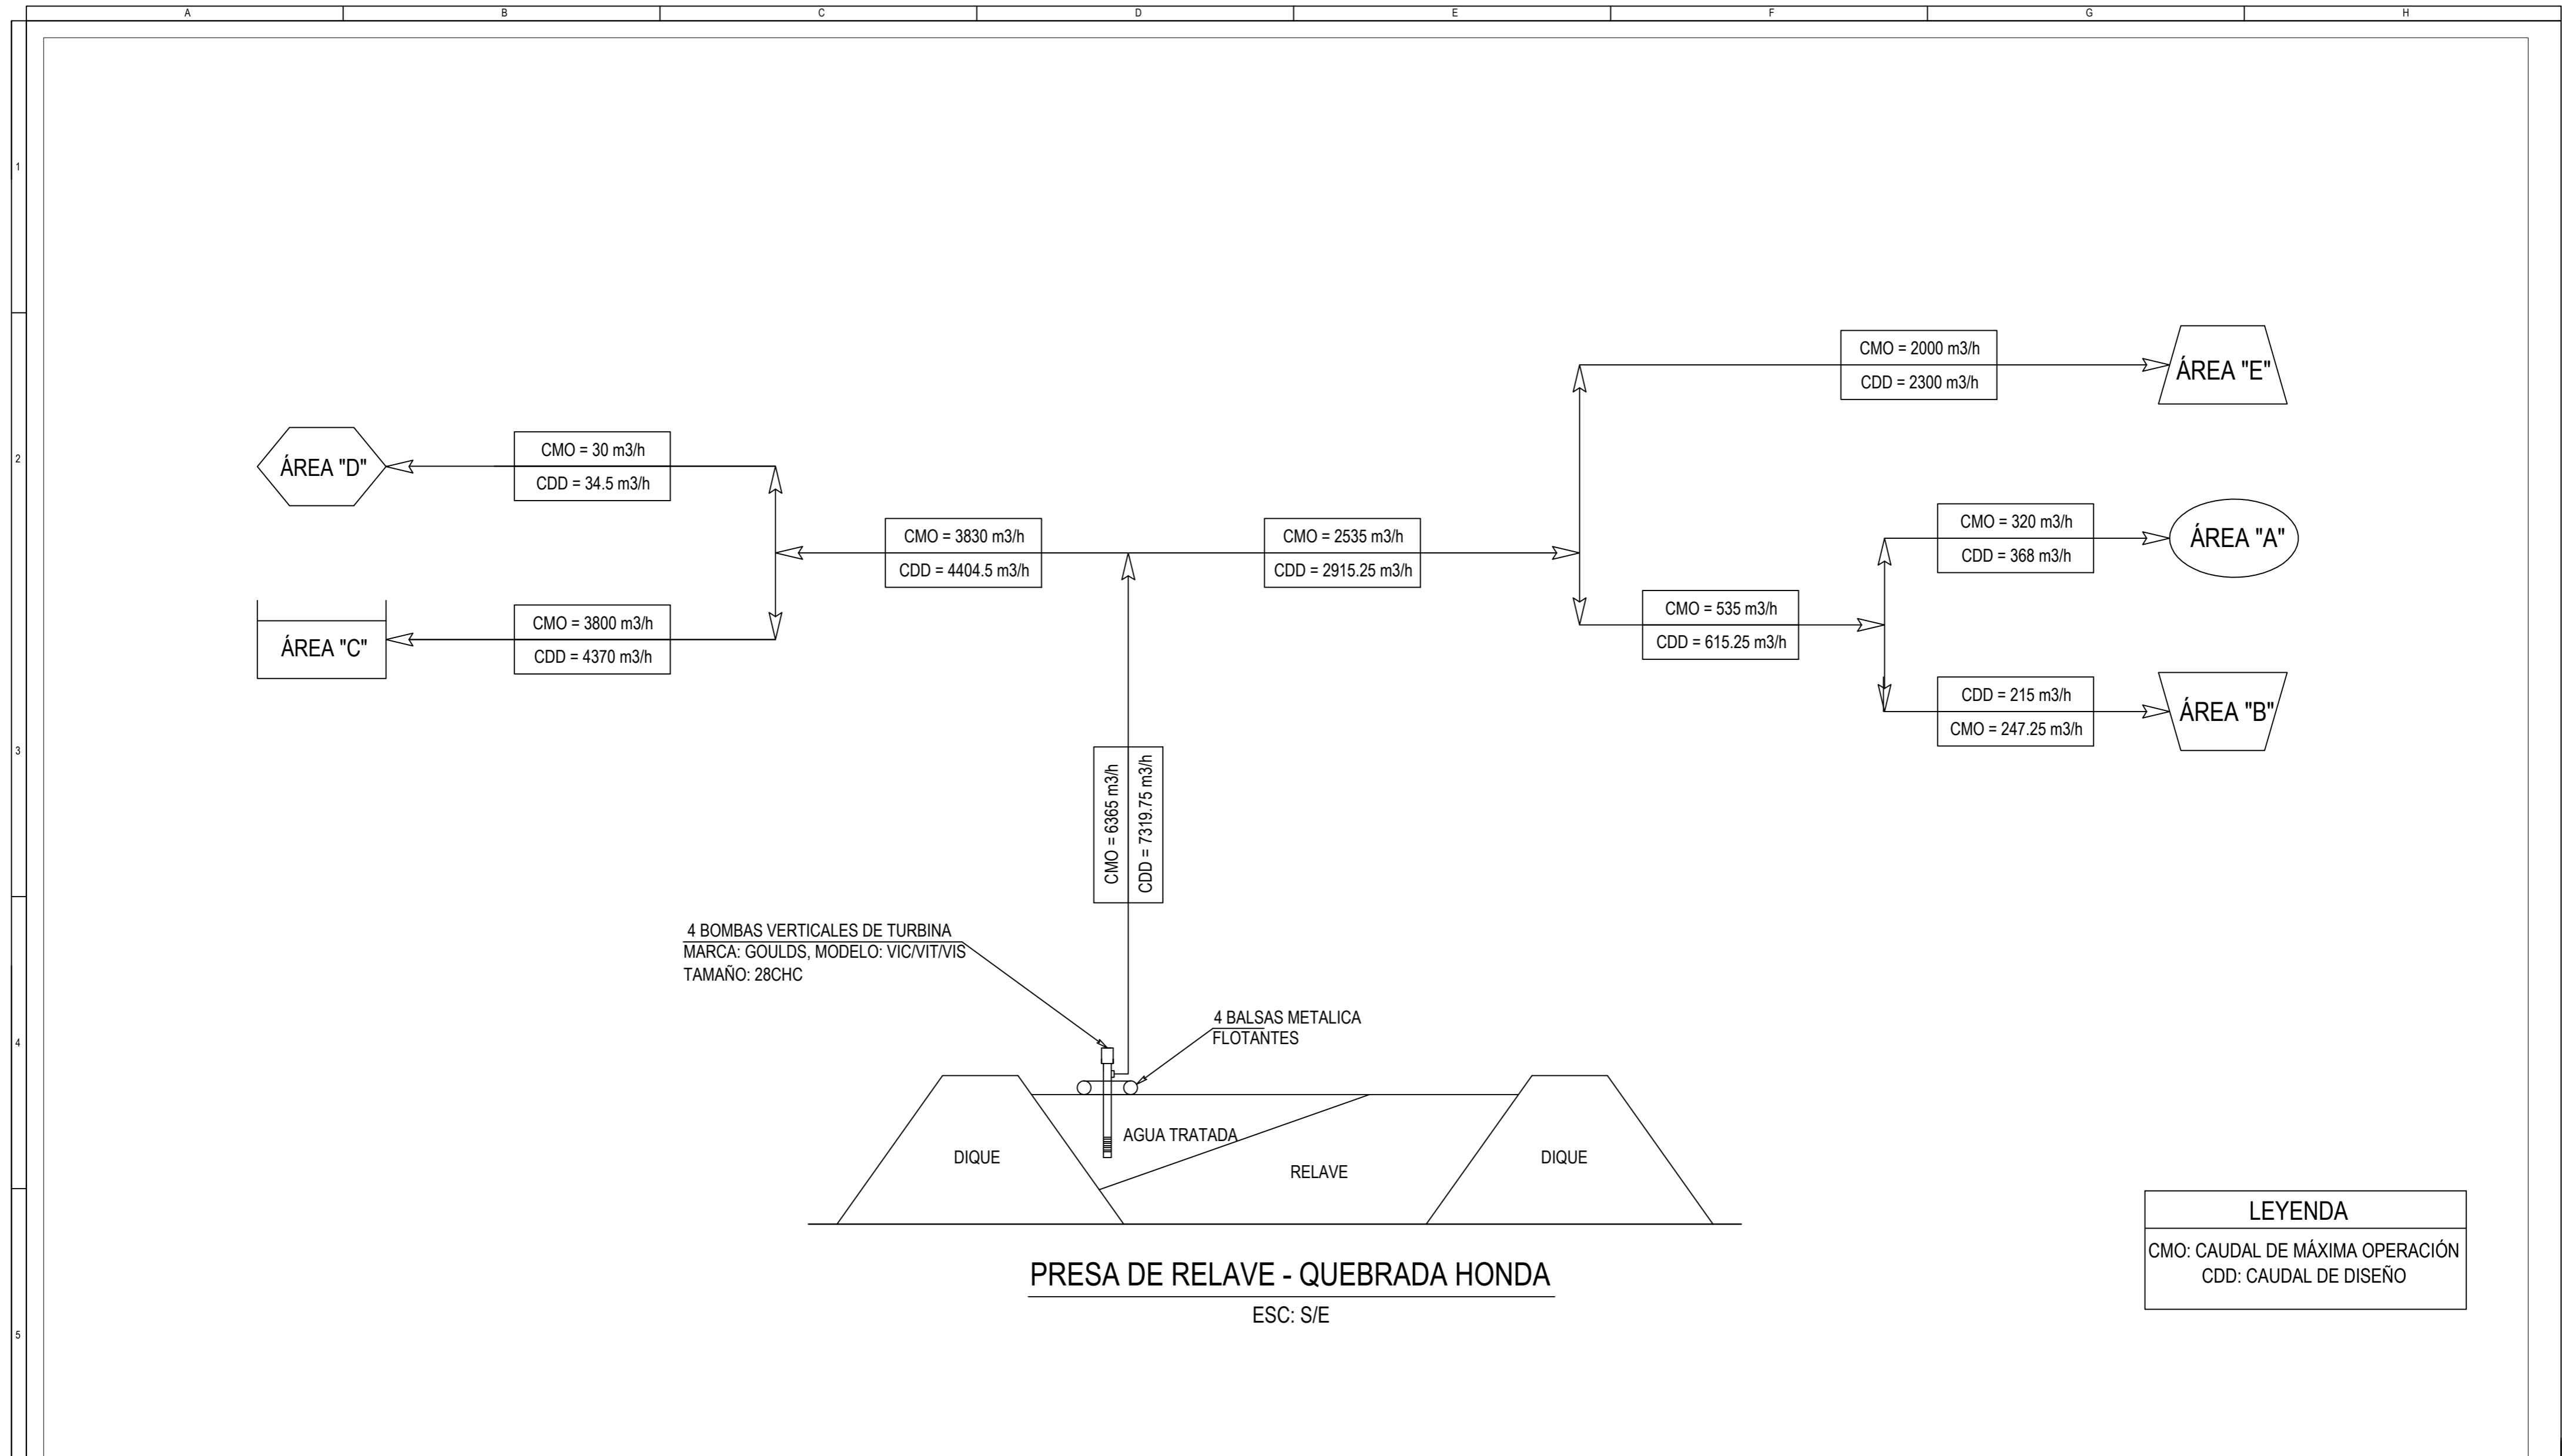 A
B
C
D
E
F
G
H
1
2
3
4
5
CMO = 2000 m3/h
CDD = 2300 m3/h
ÁREA "E"
ÁREA "D"
CMO = 30 m3/h
CDD = 34.5 m3/h
CMO = 3830 m3/h
CDD = 4404.5 m3/h
CMO = 2535 m3/h
CDD = 2915.25 m3/h
CMO = 320 m3/h
CDD = 368 m3/h
ÁREA "A"
ÁREA "C"
CMO = 3800 m3/h
CDD = 4370 m3/h
CMO = 535 m3/h
CDD = 615.25 m3/h
CDD = 215 m3/h
CMO = 247.25 m3/h
ÁREA "B"
CMO = 6365 m3/h
CDD = 7319.75 m3/h
4 BOMBAS VERTICALES DE TURBINA
MARCA: GOULDS, MODELO: VIC/VIT/VIS
TAMAÑO: 28CHC
4 BALSAS METALICA
FLOTANTES
DIQUE
AGUA TRATADA
RELAVE
DIQUE
PRESA DE RELAVE - QUEBRADA HONDA
ESC: S/E
LEYENDA
CMO: CAUDAL DE MÁXIMA OPERACIÓN
CDD: CAUDAL DE DISEÑO